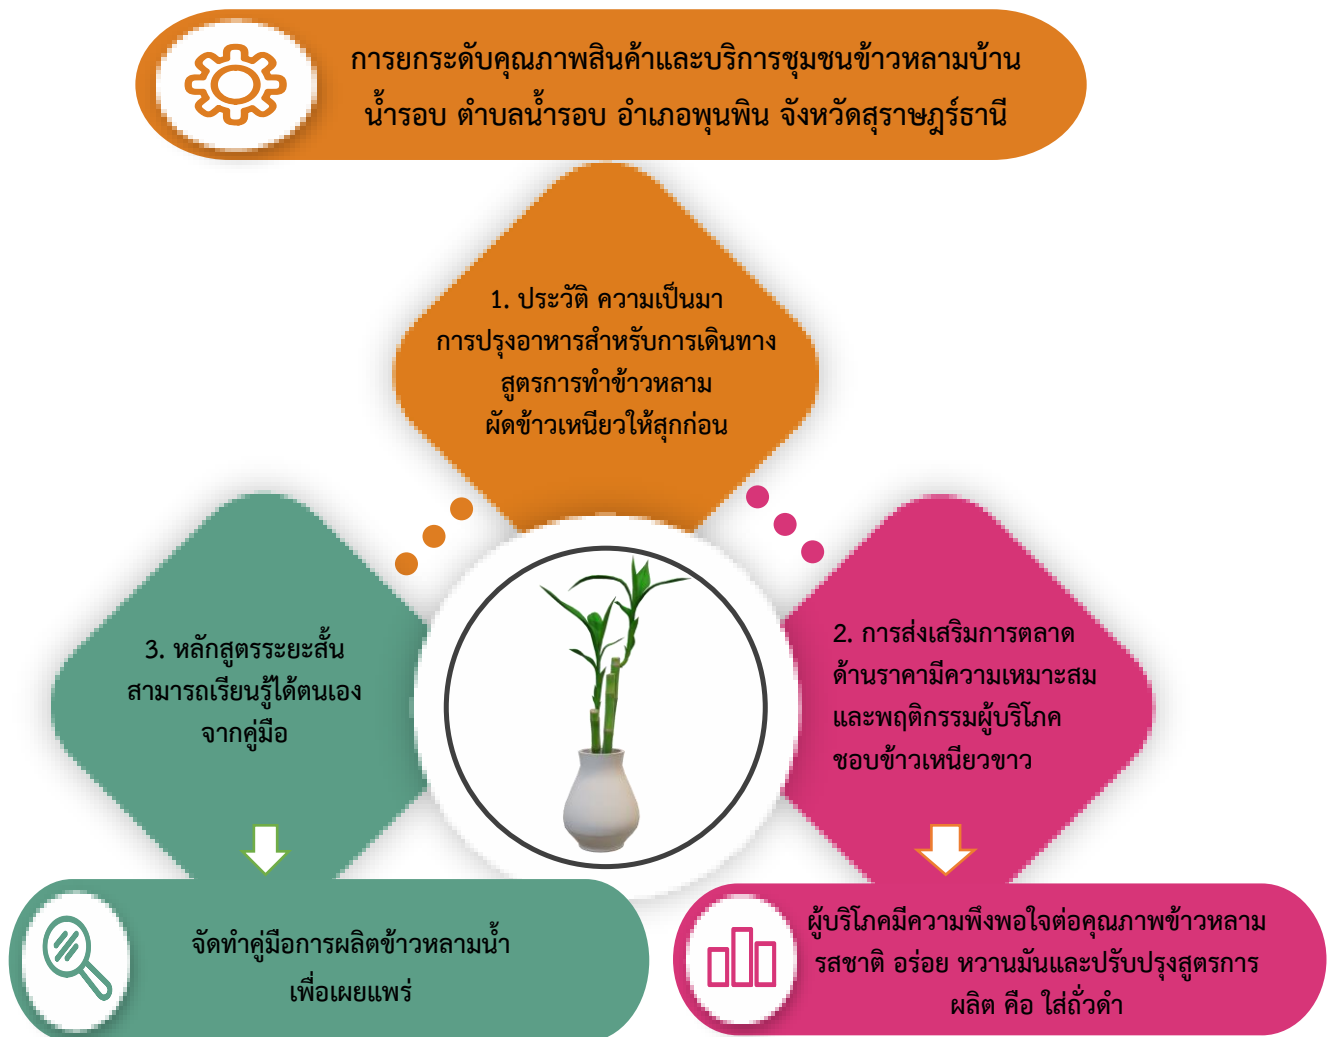 การยกระดับคุณภาพสินค้าและบริการชุมชนข้าวหลามบ้าน
น้ำรอบ ตำบลน้ำรอบ อำเภอพุนพิน จังหวัดสุราษฎร์ธานี
1. ประวัติ ความเป็นมา
การปรุงอาหารสำหรับการเดินทาง
สูตรการทำข้าวหลาม
ผัดข้าวเหนียวให้สุกก่อน
2. การส่งเสริมการตลาด
ด้านราคามีความเหมาะสม
และพฤติกรรมผู้บริโภค
ชอบข้าวเหนียวขาว
3. หลักสูตรระยะสั้น
สามารถเรียนรู้ได้ตนเอง
จากคู่มือ
จัดทำคู่มือการผลิตข้าวหลามน้ำ
เพื่อเผยแพร่
ผู้บริโภคมีความพึงพอใจต่อคุณภาพข้าวหลาม
รสชาติ อร่อย หวานมันและปรับปรุงสูตรการ
ผลิต คือ ใส่ถั่วดำ